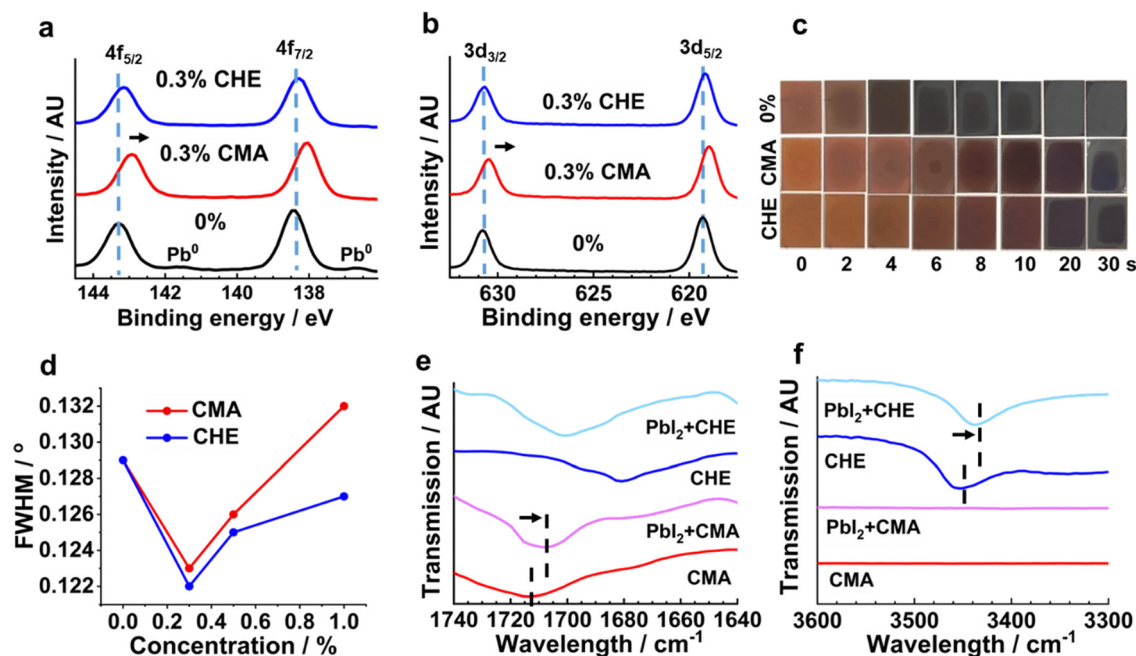 a
4f5/2
4f7/2
0.3% CHE
0.3% CMA
0%
Pb⁰
Pb⁰
Intensity / AU
144
142
140
138
Binding energy / eV
b
3d3/2
3d5/2
0.3% CHE
0.3% CMA
0%
Intensity / AU
630
625
620
Binding energy / eV
c
0%
CMA
CHE
0 2 4 6 8 10 20 30 s
d
CMA
CHE
FWHM / °
0.132
0.130
0.128
0.126
0.124
0.122
0.0 0.2 0.4 0.6 0.8 1.0
Concentration / %
e
Transmission / AU
PbI₂+CHE
CHE
PbI₂+CMA
CMA
1740 1720 1700 1680 1660 1640
Wavelength / cm⁻¹
f
Transmission / AU
PbI₂+CHE
CHE
PbI₂+CMA
CMA
3600 3500 3400 3300
Wavelength / cm⁻¹